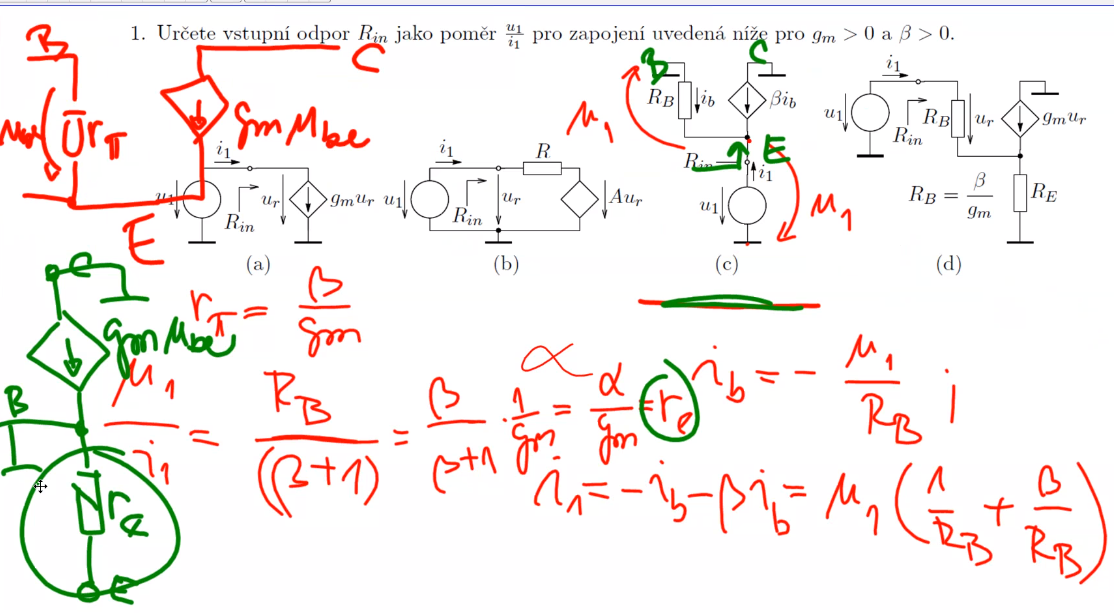 1. Určete vstupní odpor R_in jako poměr u_1/i_1 pro zapojení uvedená níže pro g_m > 0 a β > 0.
B
C
r_π
g_m u_be
E
i_1
u_1
R_in
u_r
g_m u_r
(a)
i_1
R
u_1
R_in
u_r
A u_r
(b)
B
C
R_B
i_b
βi_b
u_1
R_in
E
i_1
u_1
u_1
(c)
i_1
u_1
R_in
R_B
u_r
g_m u_r
R_B = β/g_m
R_E
(d)
C
g_m u_be
B
r_e
E
r_π = β/g_m
α
u_1/i_1 = R_B/(β+1) = β/(β+1) · 1/g_m = α/g_m = r_e
i_b = - u_1/R_B ;
i_1 = -i_b - βi_b = u_1 (1/R_B + β/R_B)